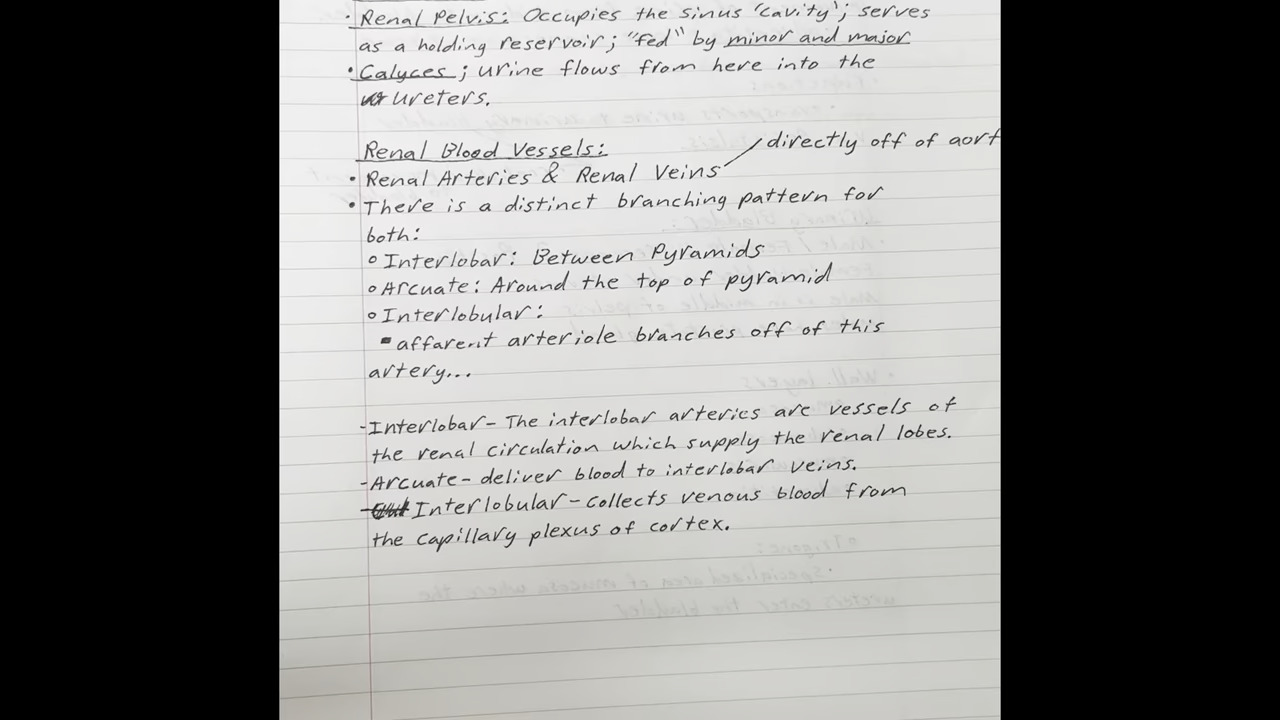 · Renal Pelvis: Occupies the sinus 'cavity'; serves
as a holding reservoir; "fed" by minor and major
· Calyces; urine flows from here into the
ureters.
Renal Blood Vessels:
directly off of aort
• Renal Arteries & Renal Veins
• There is a distinct branching pattern for
both:
o Interlobar: Between Pyramids
o Arcuate: Around the top of pyramid
o Interlobular:
▪ affarent arteriole branches off of this
artery...
-Interlobar- The interlobar arteries are vessels of
the renal circulation which supply the renal lobes.
-Arcuate- deliver blood to interlobar veins.
- Interlobular- collects venous blood from
the capillary plexus of cortex.